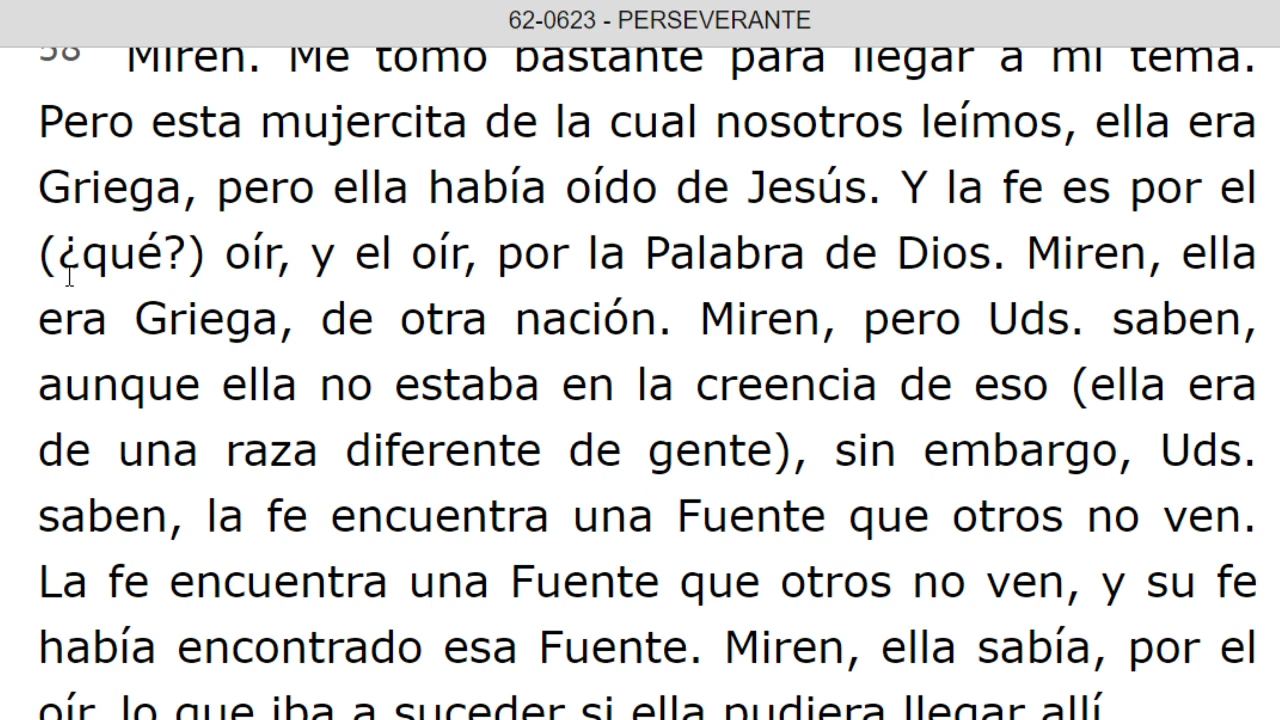 62-0623 - PERSEVERANTE
58 Miren. Me tomó bastante para llegar a mi tema.
Pero esta mujercita de la cual nosotros leímos, ella era
Griega, pero ella había oído de Jesús. Y la fe es por el
(¿qué?) oír, y el oír, por la Palabra de Dios. Miren, ella
era Griega, de otra nación. Miren, pero Uds. saben,
aunque ella no estaba en la creencia de eso (ella era
de una raza diferente de gente), sin embargo, Uds.
saben, la fe encuentra una Fuente que otros no ven.
La fe encuentra una Fuente que otros no ven, y su fe
había encontrado esa Fuente. Miren, ella sabía, por el
oír, lo que iba a suceder si ella pudiera llegar allí